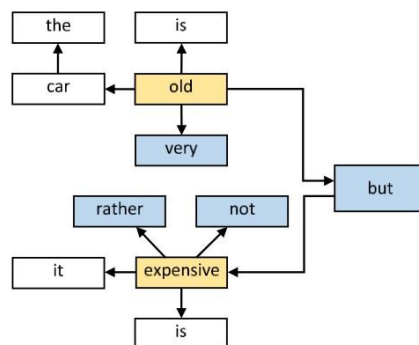 the
is
car
old
very
but
rather
not
it
expensive
is